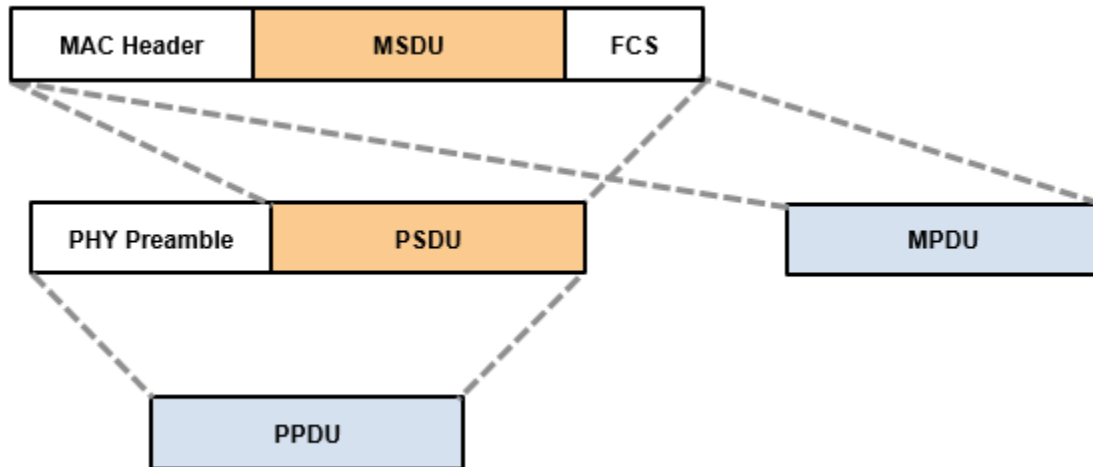 MAC Header
MSDU
FCS
PHY Preamble
PSDU
MPDU
PPDU